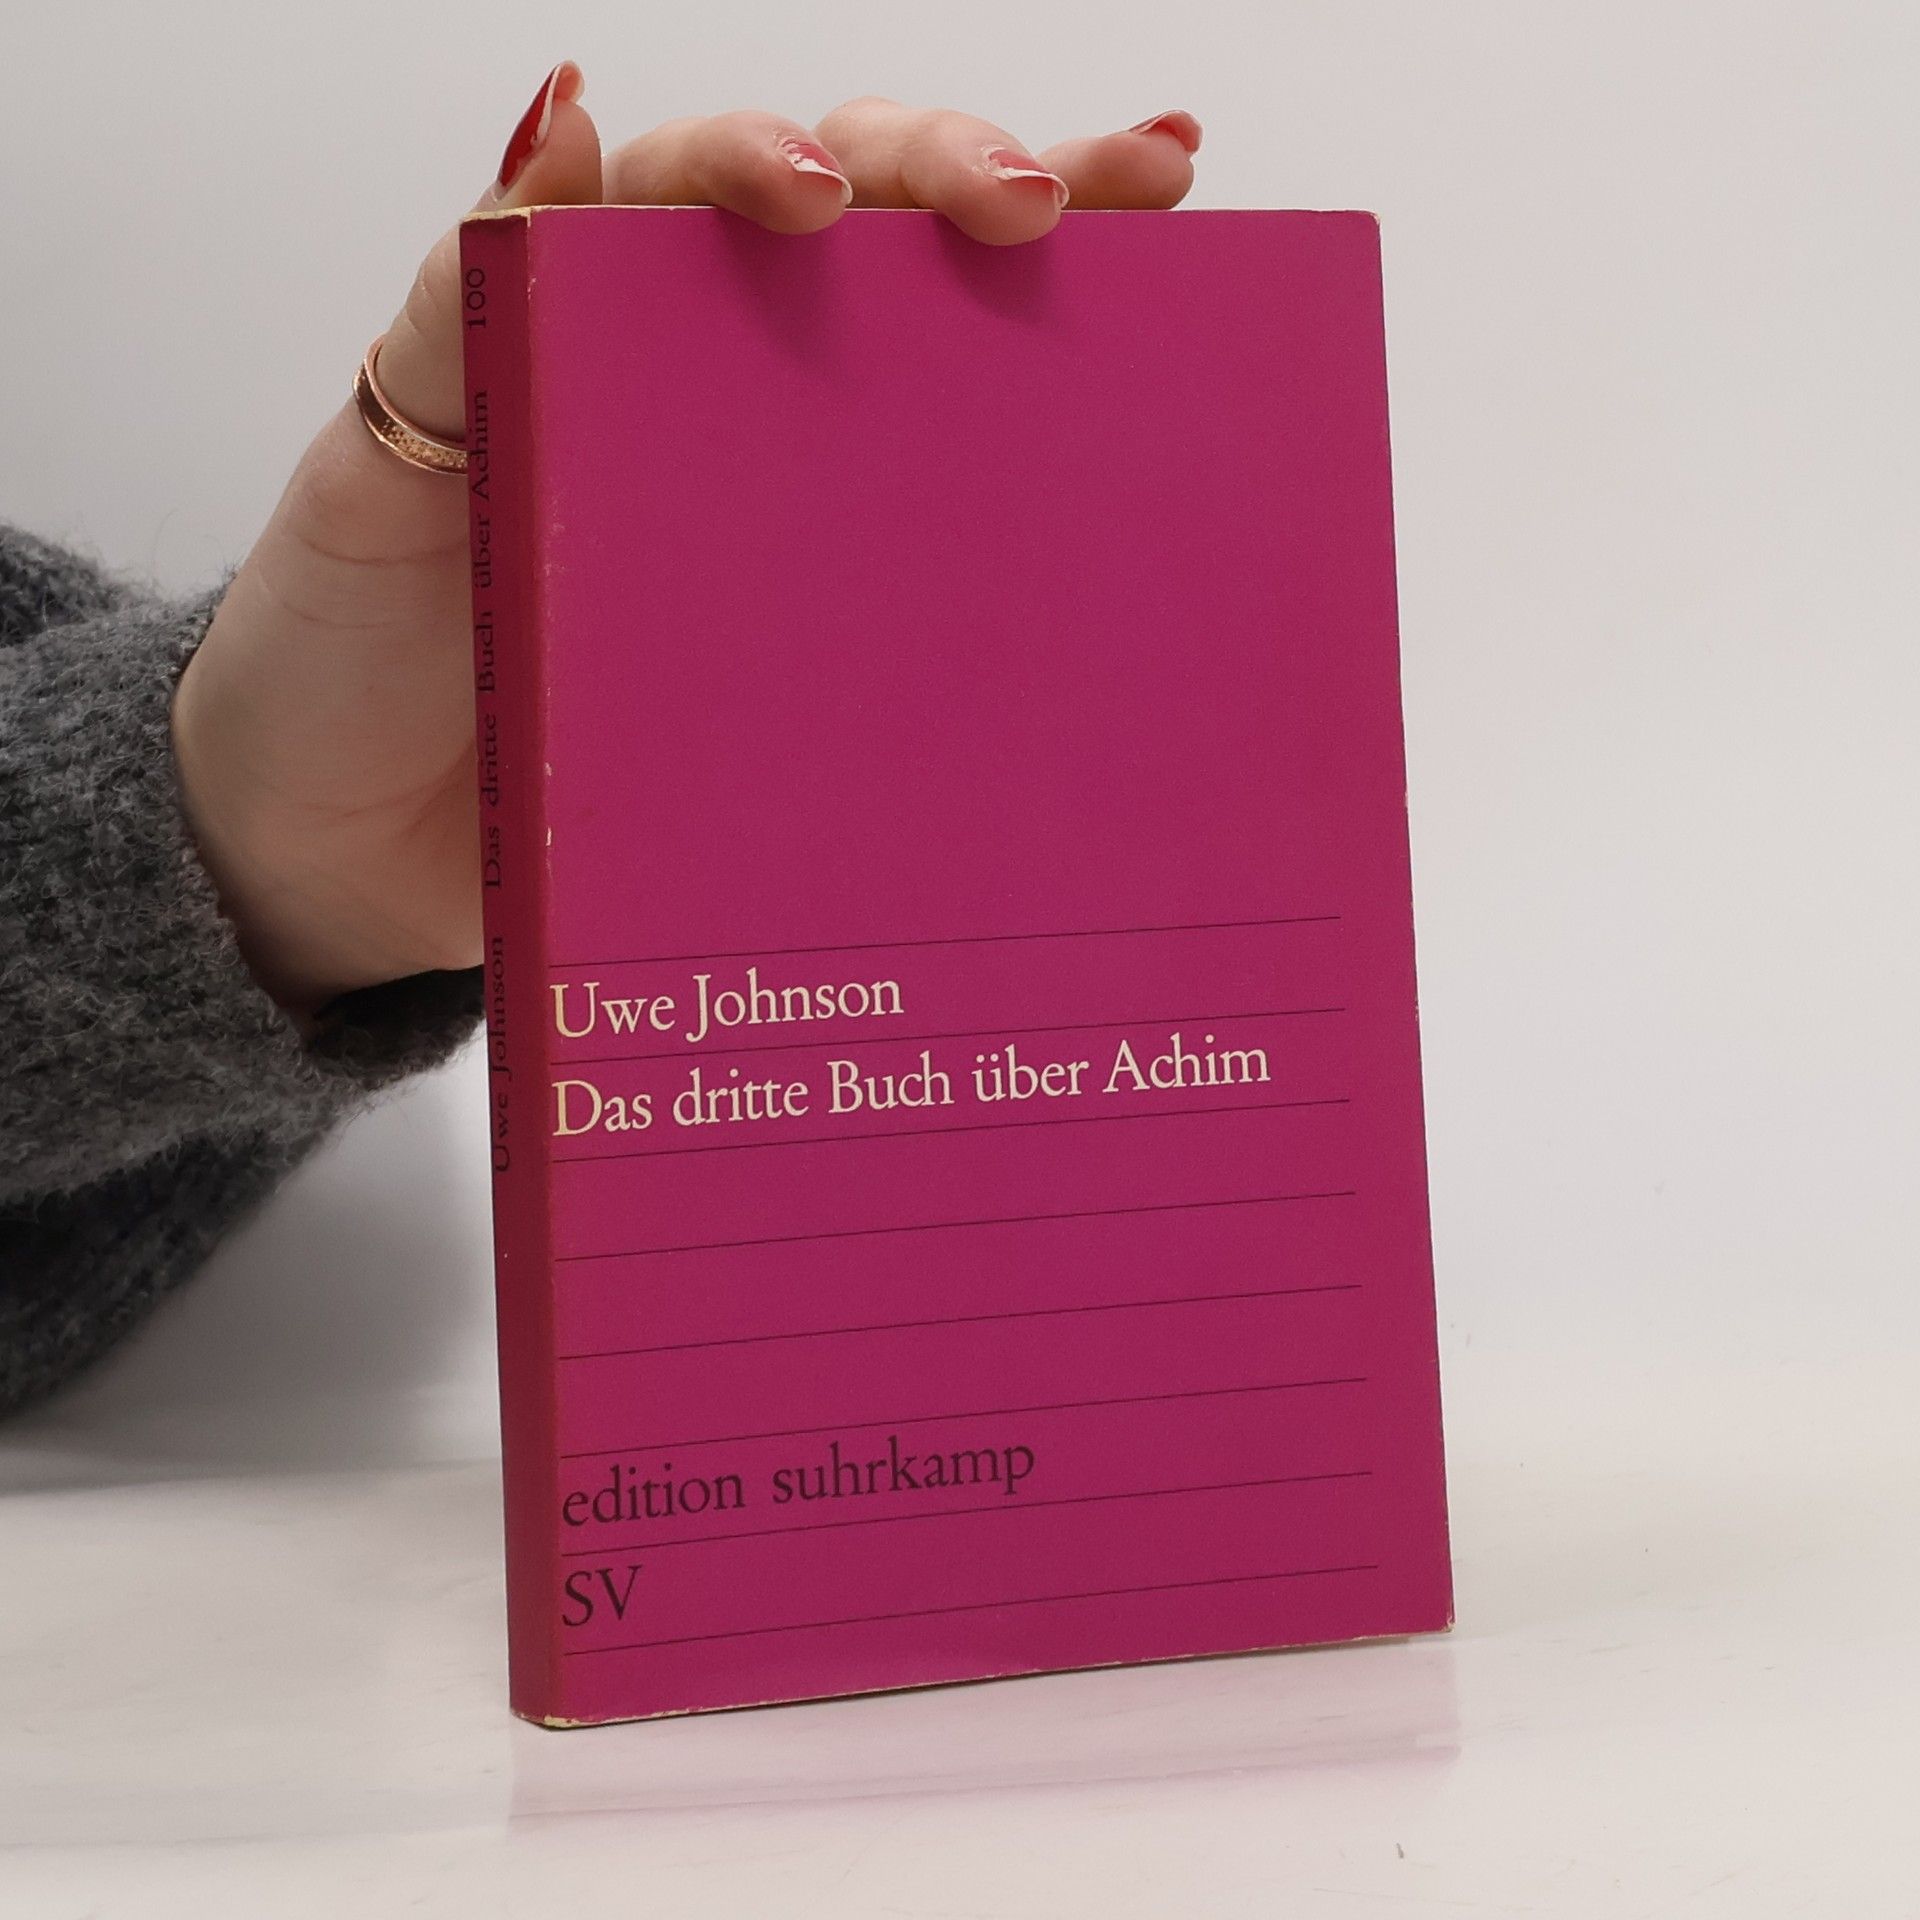 Uwe Johnson Das dritte Buch über Achim 100
Uwe Johnson
Das dritte Buch über Achim
edition suhrkamp
SV